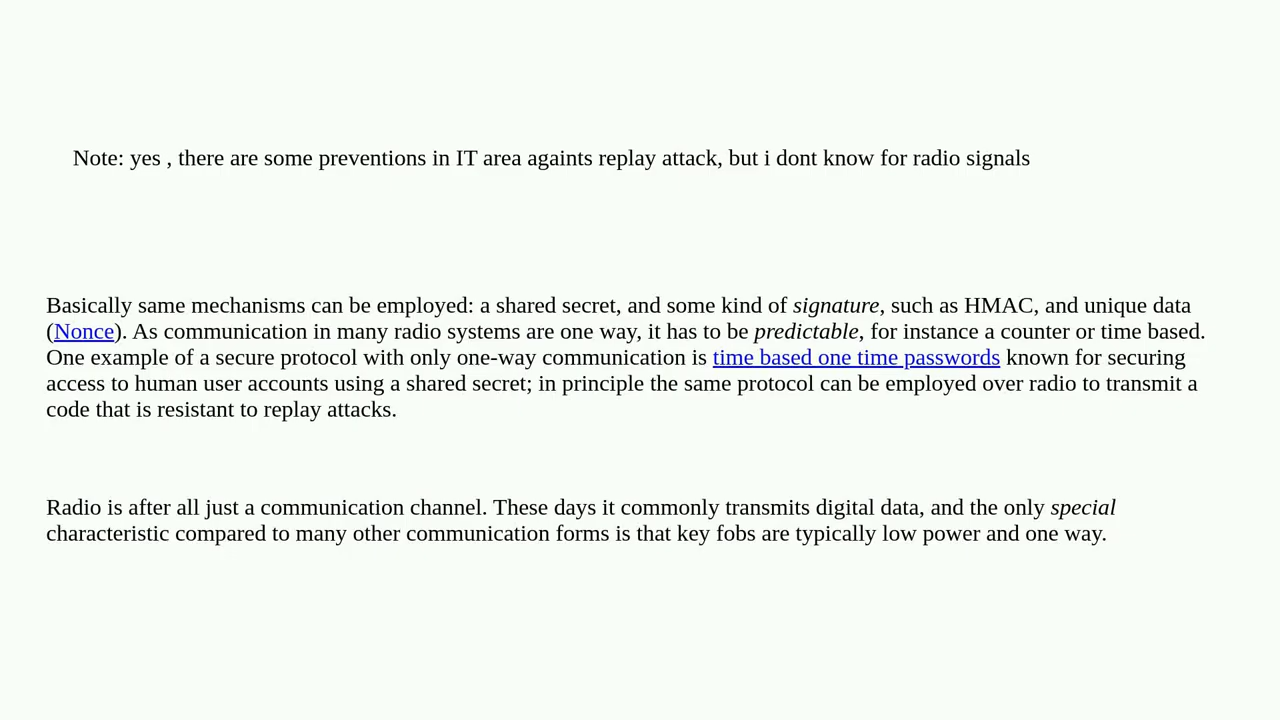 Note: yes , there are some preventions in IT area againts replay attack, but i dont know for radio signals
Basically same mechanisms can be employed: a shared secret, and some kind of signature, such as HMAC, and unique data
(Nonce). As communication in many radio systems are one way, it has to be predictable, for instance a counter or time based.
One example of a secure protocol with only one-way communication is time based one time passwords known for securing
access to human user accounts using a shared secret; in principle the same protocol can be employed over radio to transmit a
code that is resistant to replay attacks.
Radio is after all just a communication channel. These days it commonly transmits digital data, and the only special
characteristic compared to many other communication forms is that key fobs are typically low power and one way.